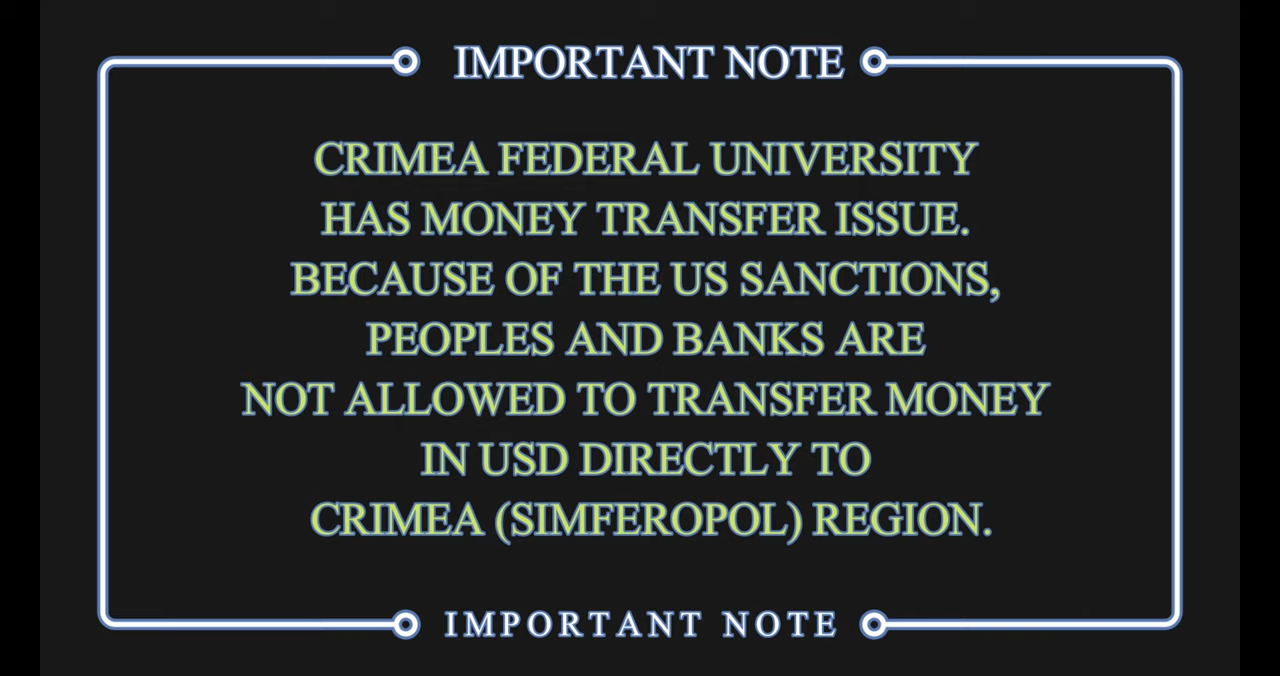 IMPORTANT NOTE
CRIMEA FEDERAL UNIVERSITY
HAS MONEY TRANSFER ISSUE.
BECAUSE OF THE US SANCTIONS,
PEOPLES AND BANKS ARE
NOT ALLOWED TO TRANSFER MONEY
IN USD DIRECTLY TO
CRIMEA (SIMFEROPOL) REGION.
IMPORTANT NOTE